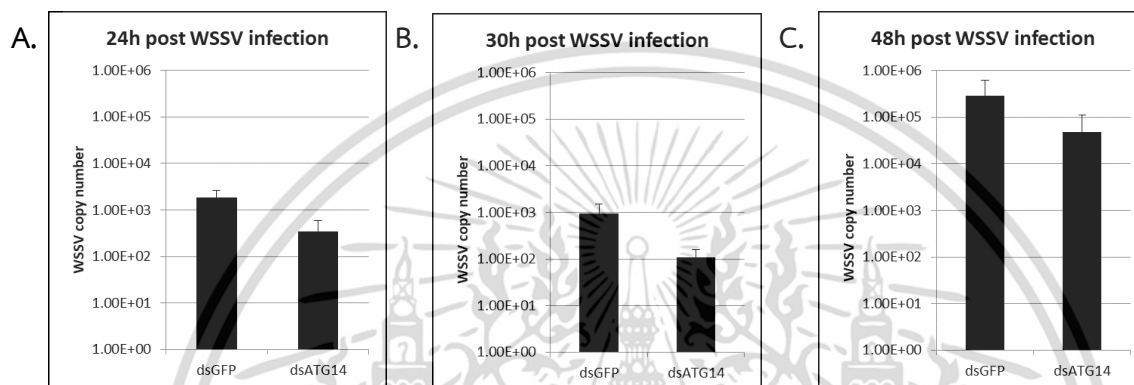 A.
24h post WSSV infection
WSSV copy number
1.00E+06
1.00E+05
1.00E+04
1.00E+03
1.00E+02
1.00E+01
1.00E+00
dsGFP
dsATG14
B.
30h post WSSV infection
WSSV copy number
1.00E+06
1.00E+05
1.00E+04
1.00E+03
1.00E+02
1.00E+01
1.00E+00
dsGFP
dsATG14
C.
48h post WSSV infection
WSSV copy number
1.00E+06
1.00E+05
1.00E+04
1.00E+03
1.00E+02
1.00E+01
1.00E+00
dsGFP
dsATG14